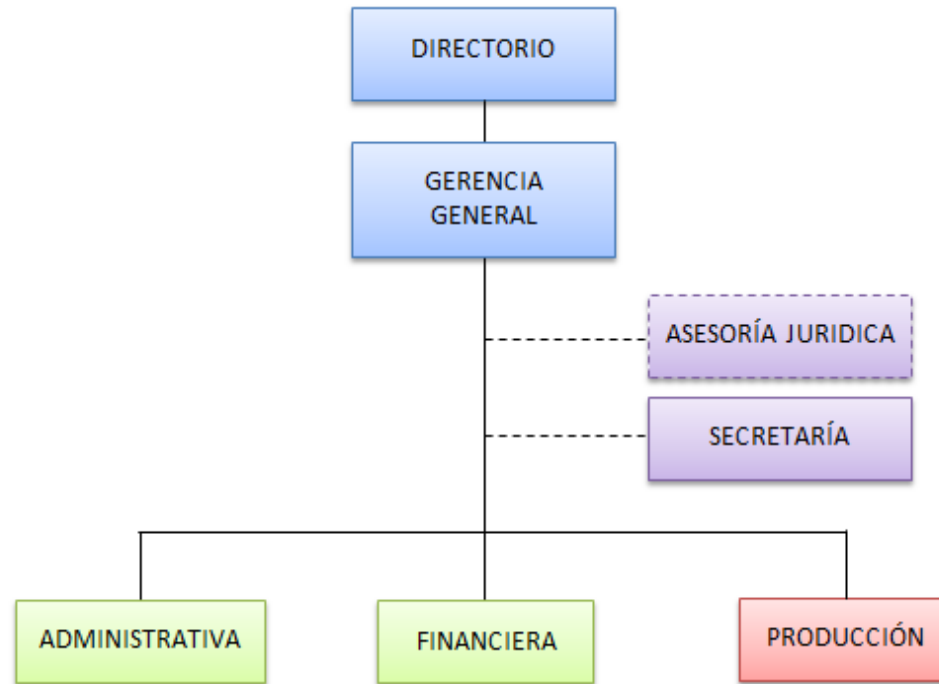 DIRECTORIO
GERENCIA
GENERAL
ASESORÍA JURIDICA
SECRETARÍA
ADMINISTRATIVA
FINANCIERA
PRODUCCIÓN